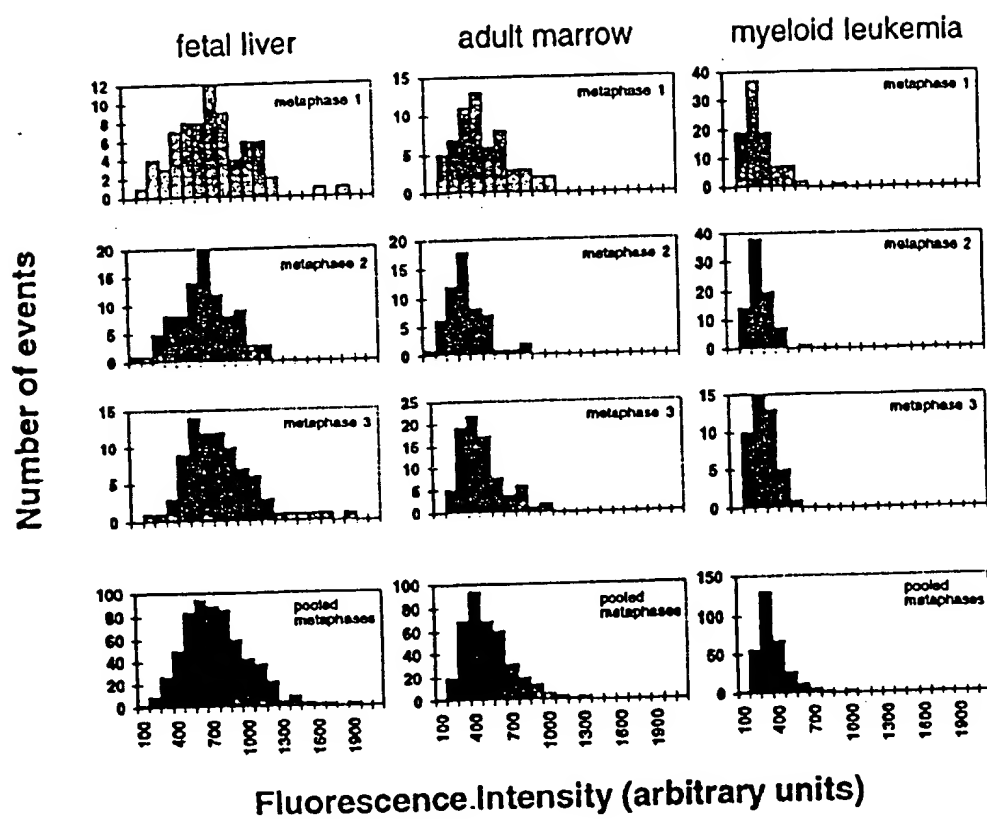 fetal liver
adult marrow
myeloid leukemia
12
10
8
6
4
2
0
metaphase 1
15
10
5
0
metaphase 1
40
30
20
10
0
metaphase 1
20
15
10
5
0
metaphase 2
20
15
10
5
0
metaphase 2
40
30
20
10
0
metaphase 2
15
10
5
0
metaphase 3
25
20
15
10
5
0
metaphase 3
15
10
5
0
metaphase 3
100
80
60
40
20
0
pooled
metaphases
100
80
60
40
20
0
pooled
metaphases
150
100
50
0
pooled
metaphases
100 400 700 1000 1300 1600 1900
100 400 700 1000 1300 1600 1900
100 400 700 1000 1300 1600 1900
Number of events
Fluorescence.Intensity (arbitrary units)